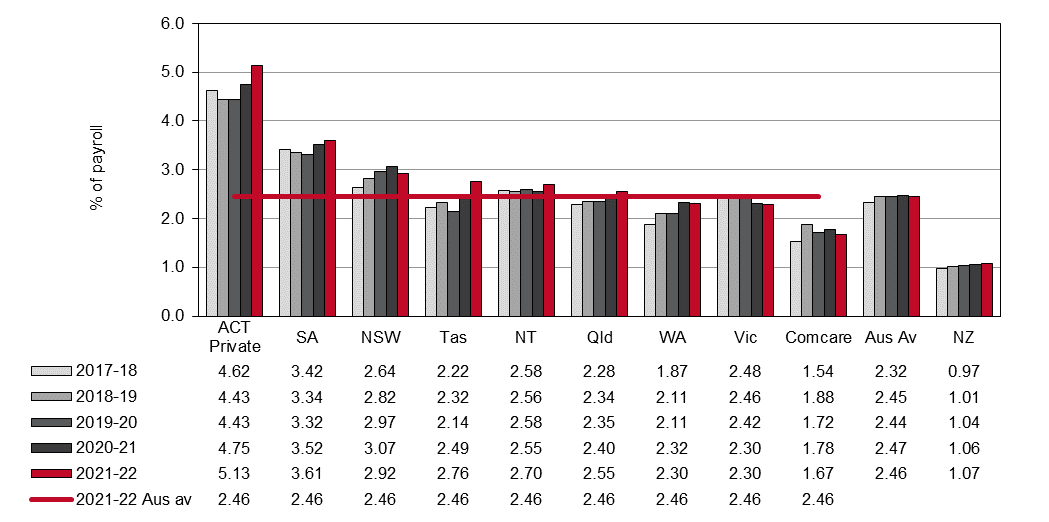 6.0
5.0
4.0
3.0
2.0
1.0
0.0
% of payroll
ACT Private SA NSW Tas NT Qld WA Vic Comcare Aus Av NZ
2017-18 4.62 3.42 2.64 2.22 2.58 2.28 1.87 2.48 1.54 2.32 0.97
2018-19 4.43 3.34 2.82 2.32 2.56 2.34 2.11 2.46 1.88 2.45 1.01
2019-20 4.43 3.32 2.97 2.14 2.58 2.35 2.11 2.42 1.72 2.44 1.04
2020-21 4.75 3.52 3.07 2.49 2.55 2.40 2.32 2.30 1.78 2.47 1.06
2021-22 5.13 3.61 2.92 2.76 2.70 2.55 2.30 2.30 1.67 2.46 1.07
2021-22 Aus av 2.46 2.46 2.46 2.46 2.46 2.46 2.46 2.46 2.46